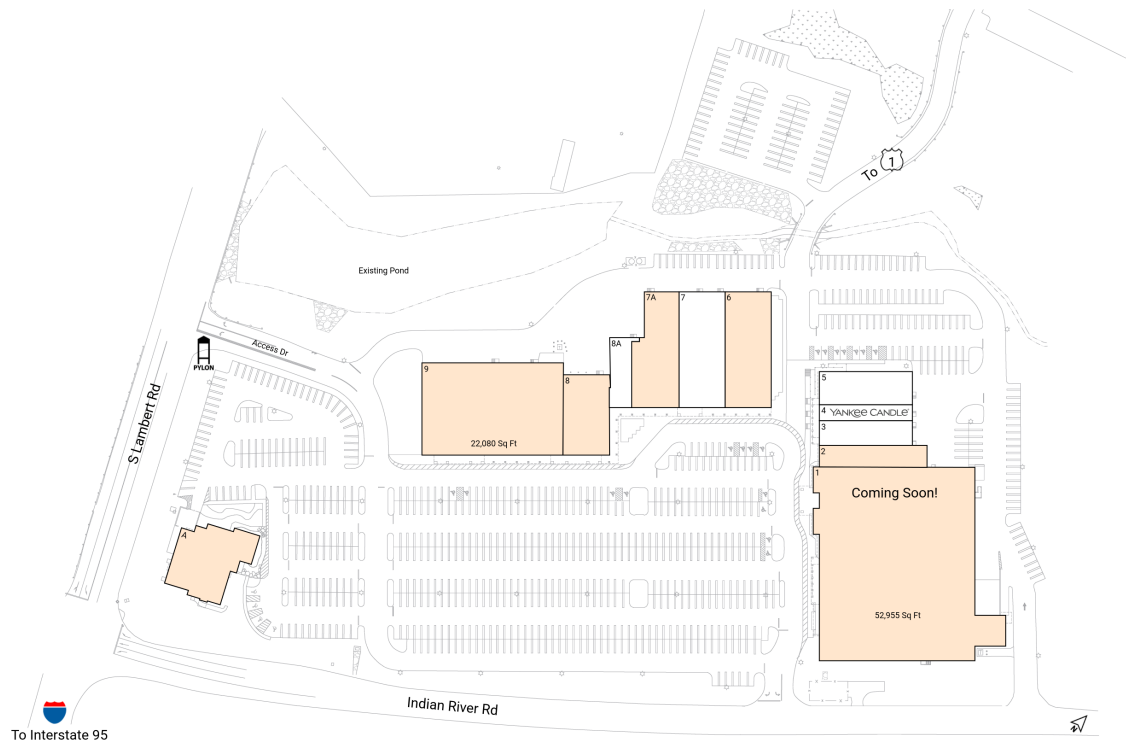 To 1
Existing Pond
7A
7
6
8A
Access Dr
PYLON
9
8
5
4 YANKEE CANDLE
3
2
22,080 Sq Ft
1
Coming Soon!
S Lambert Rd
A
52,955 Sq Ft
Indian River Rd
To Interstate 95